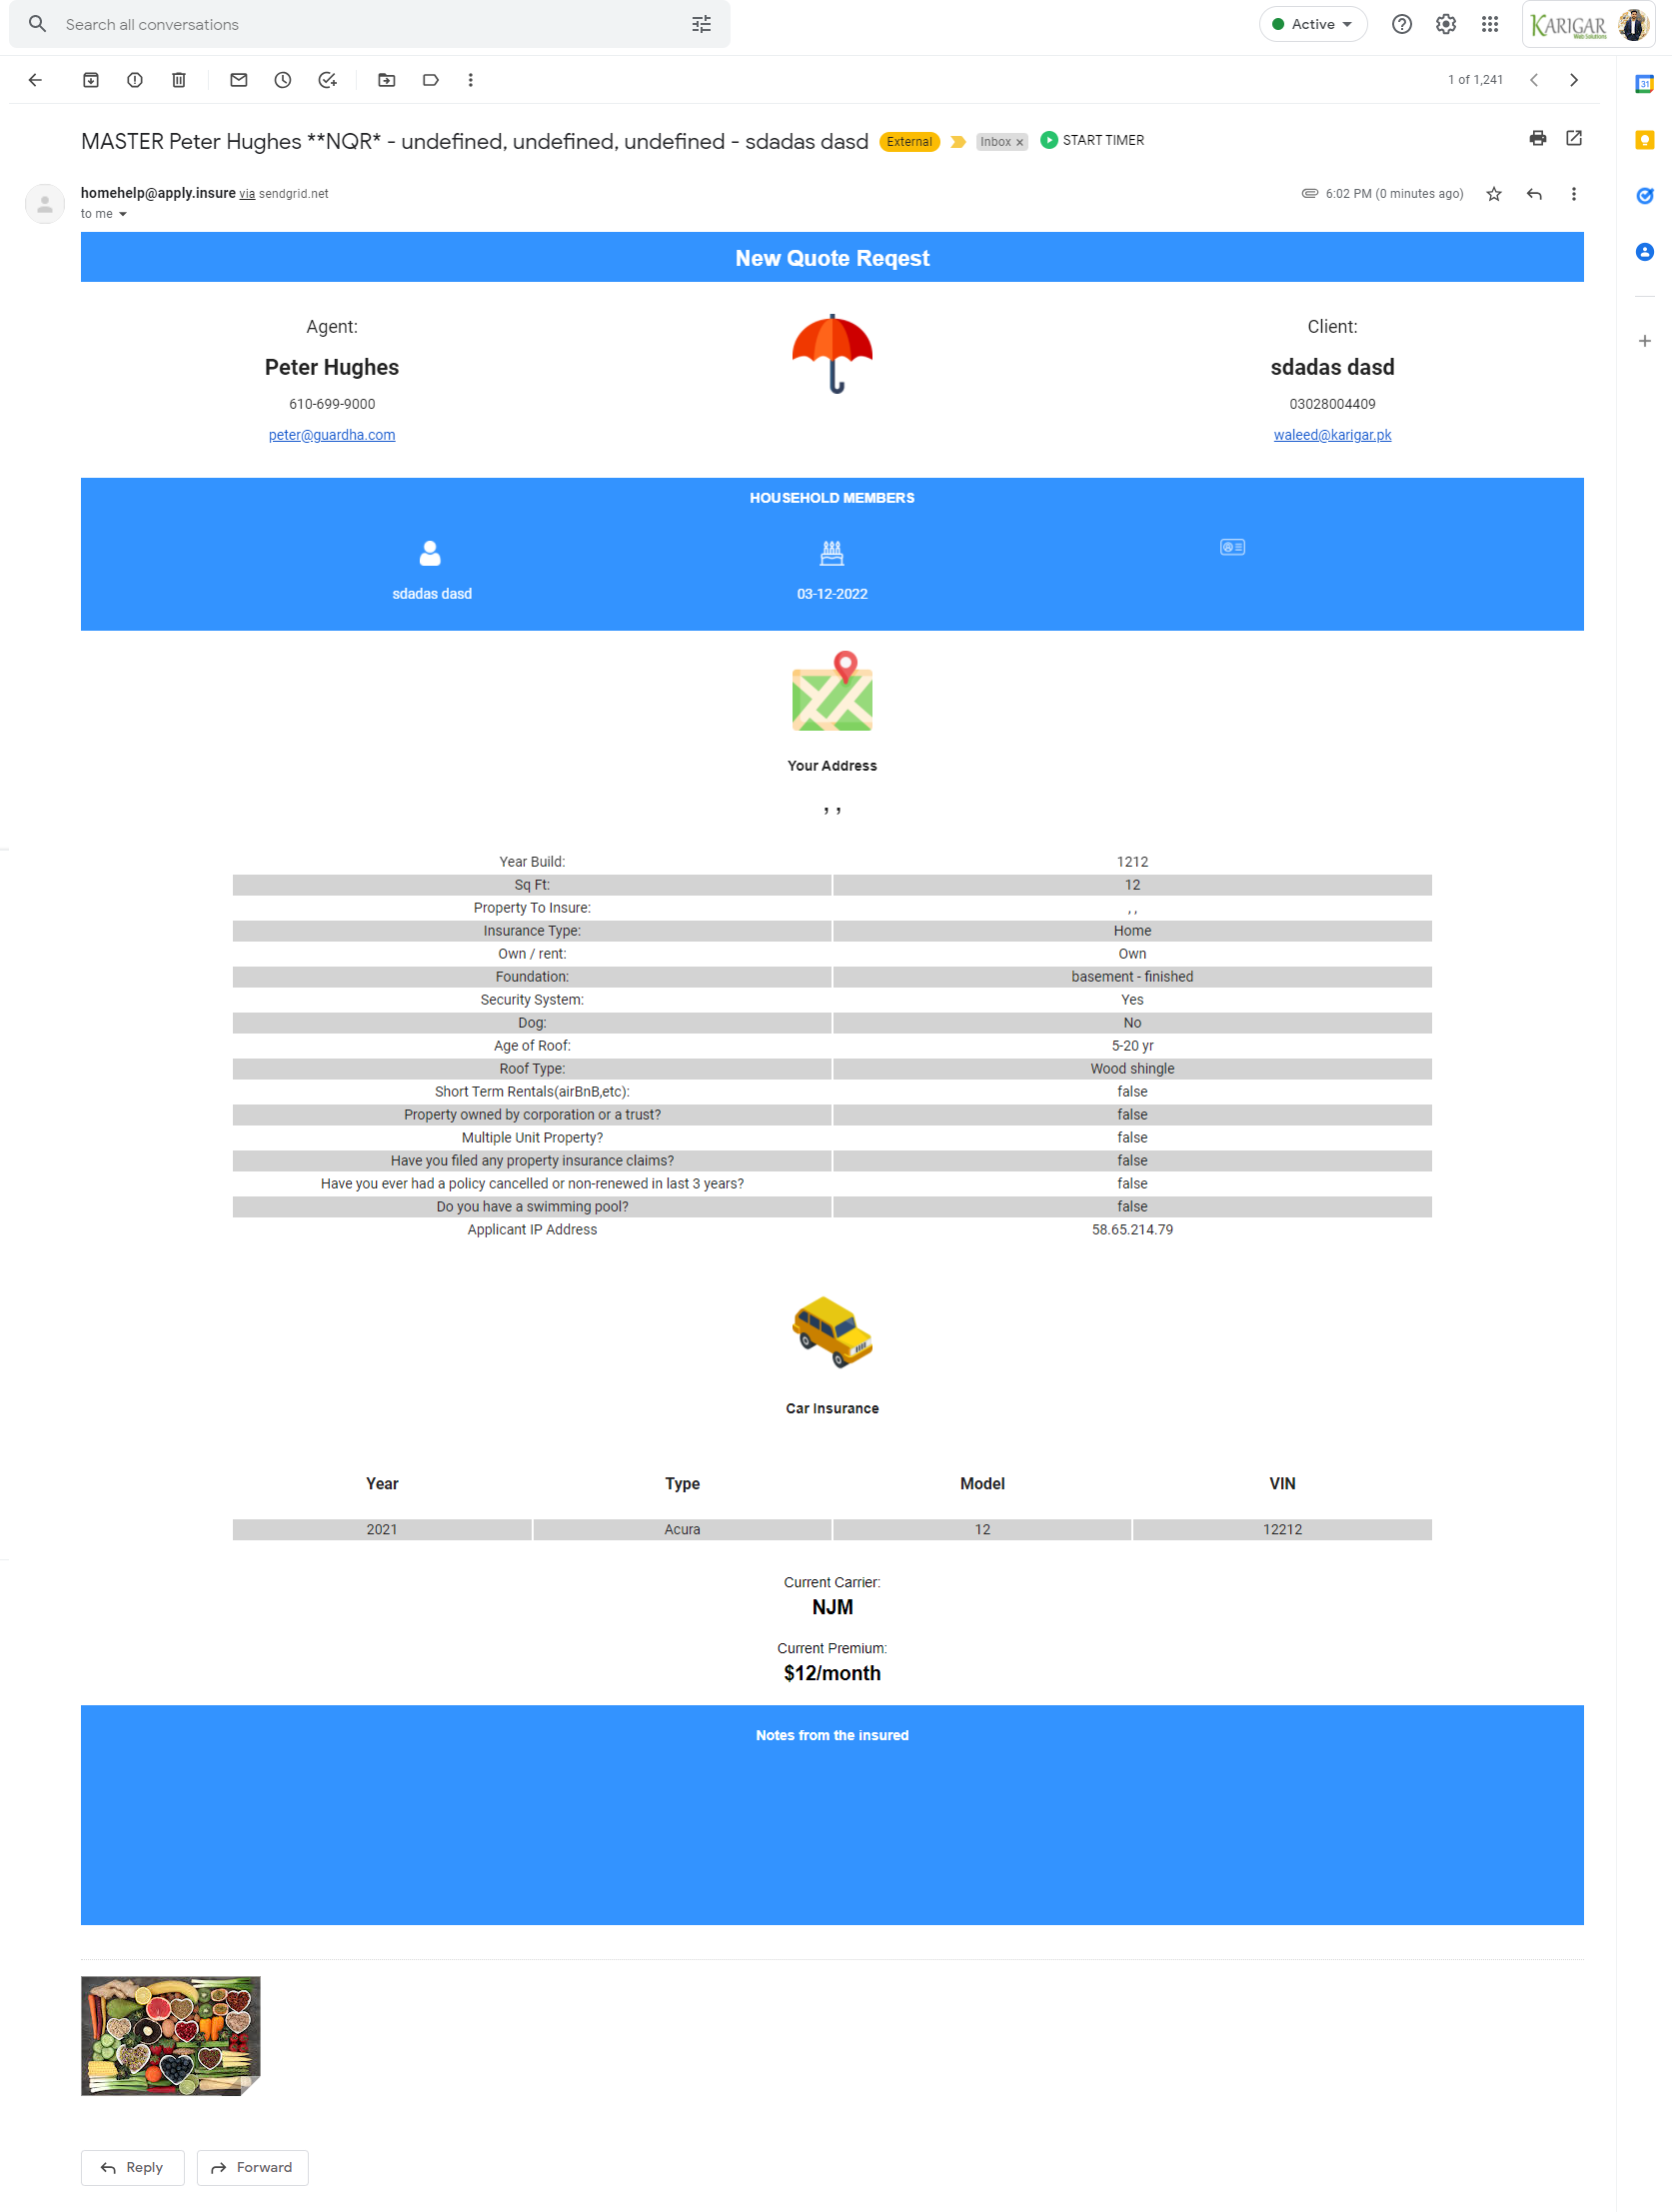 Search all conversations
Active
KARIGAR
Web Solutions
1 of 1,241
31
MASTER Peter Hughes **NQR* - undefined, undefined, undefined - sdadas dasd External Inbox x START TIMER
homehelp@apply.insure via sendgrid.net
6:02 PM (0 minutes ago)
to me
New Quote Reqest
Agent:
Peter Hughes
610-699-9000
peter@guardha.com
Client:
sdadas dasd
03028004409
waleed@karigar.pk
HOUSEHOLD MEMBERS
sdadas dasd
03-12-2022
Your Address
, ,
Year Build: 1212
Sq Ft: 12
Property To Insure: , ,
Insurance Type: Home
Own / rent: Own
Foundation: basement - finished
Security System: Yes
Dog: No
Age of Roof: 5-20 yr
Roof Type: Wood shingle
Short Term Rentals(airBnB,etc): false
Property owned by corporation or a trust? false
Multiple Unit Property? false
Have you filed any property insurance claims? false
Have you ever had a policy cancelled or non-renewed in last 3 years? false
Do you have a swimming pool? false
Applicant IP Address 58.65.214.79
Car Insurance
Year Type Model VIN
2021 Acura 12 12212
Current Carrier:
NJM
Current Premium:
$12/month
Notes from the insured
Reply
Forward